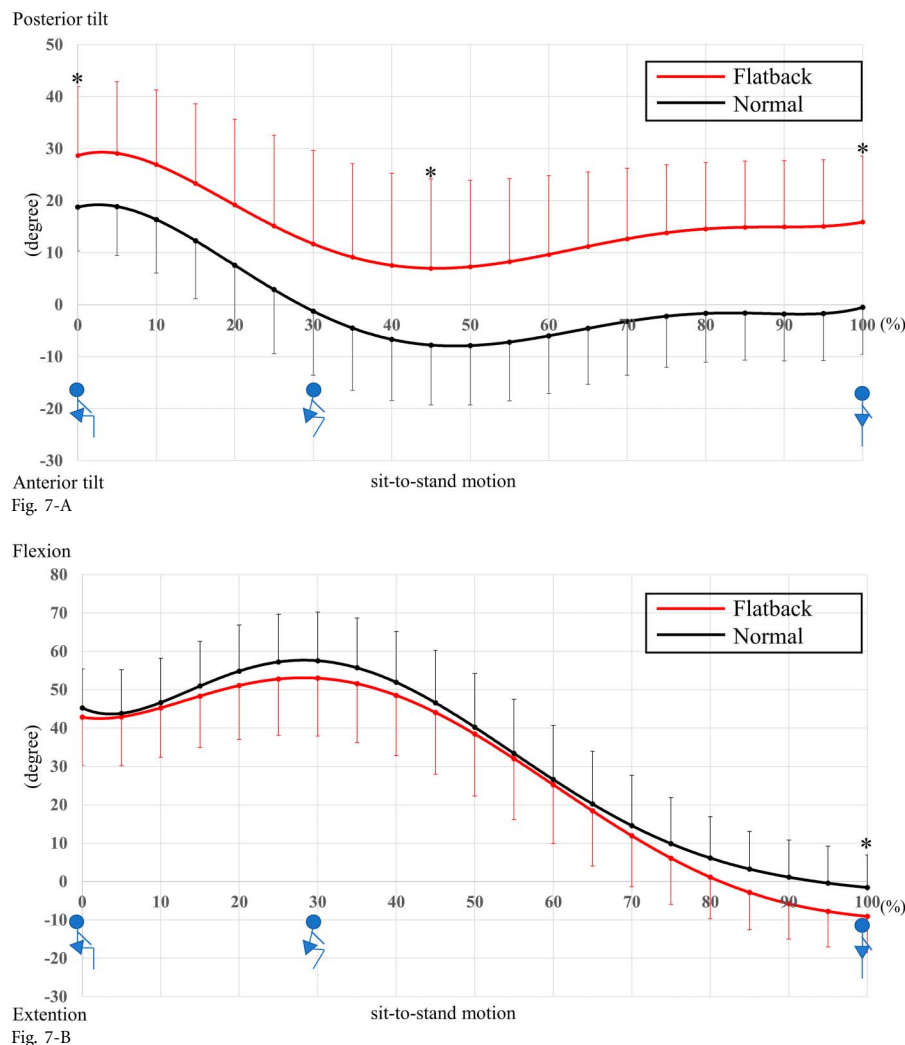 Posterior tilt
50
40
30
20
10
0
-10
-20
-30
(degree)
*
*
*
Flatback
Normal
0 10 20 30 40 50 60 70 80 90 100 (%)
Anterior tilt
sit-to-stand motion
Fig. 7-A
Flexion
80
70
60
50
40
30
20
10
0
-10
-20
-30
(degree)
Flatback
Normal
*
0 10 20 30 40 50 60 70 80 90 100 (%)
Extention
sit-to-stand motion
Fig. 7-B